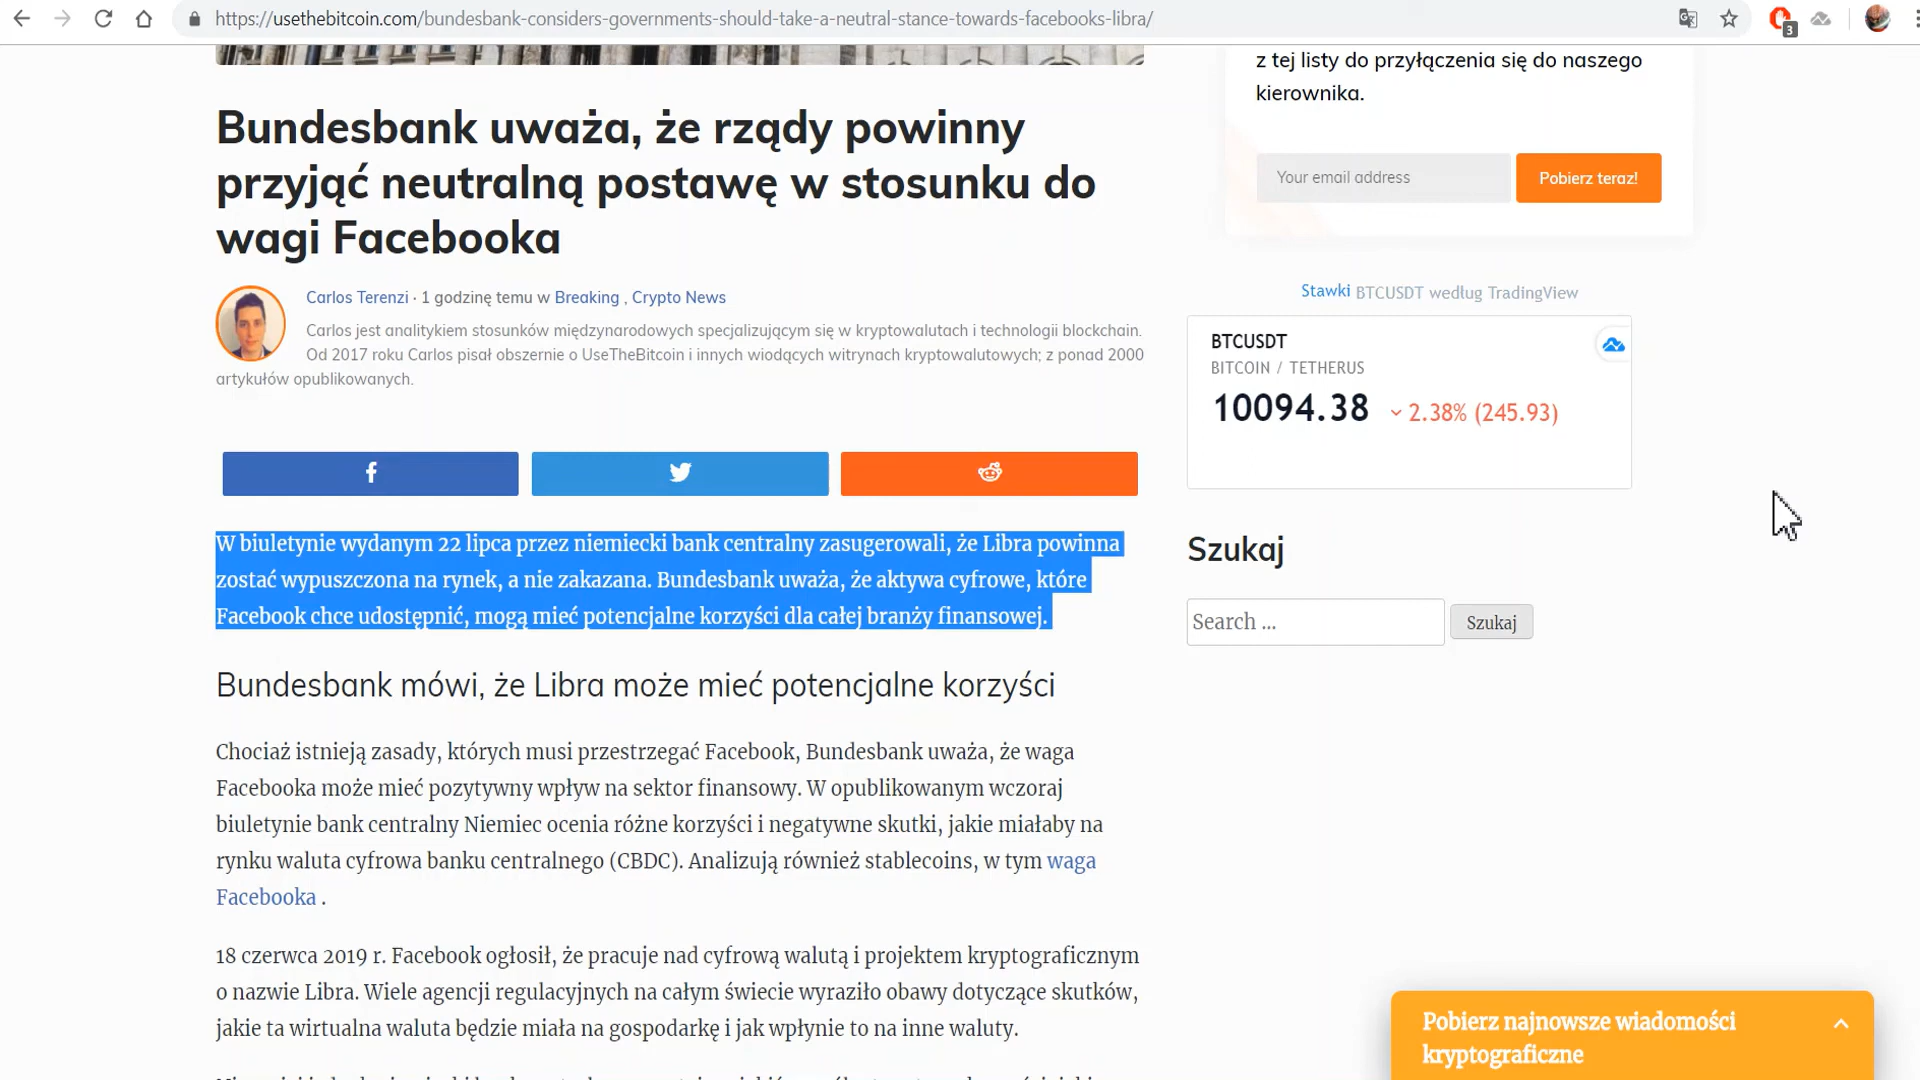 https://usethebitcoin.com/bundesbank-considers-governments-should-take-a-neutral-stance-towards-facebooks-libra/
3
z tej listy do przyłączenia się do naszego
kierownika.
Your email address
Pobierz teraz!
Bundesbank uważa, że rządy powinny
przyjąć neutralną postawę w stosunku do
wagi Facebooka
Carlos Terenzi · 1 godzinę temu w Breaking , Crypto News
Carlos jest analitykiem stosunków międzynarodowych specjalizującym się w kryptowalutach i technologii blockchain.
Od 2017 roku Carlos pisał obszernie o UseTheBitcoin i innych wiodących witrynach kryptowalutowych; z ponad 2000
artykułów opublikowanych.
Stawki BTCUSDT według TradingView
BTCUSDT
BITCOIN / TETHERUS
10094.38 2.38% (245.93)
W biuletynie wydanym 22 lipca przez niemiecki bank centralny zasugerowali, że Libra powinna
zostać wypuszczona na rynek, a nie zakazana. Bundesbank uważa, że aktywa cyfrowe, które
Facebook chce udostępnić, mogą mieć potencjalne korzyści dla całej branży finansowej.
Szukaj
Search ...
Szukaj
Bundesbank mówi, że Libra może mieć potencjalne korzyści
Chociaż istnieją zasady, których musi przestrzegać Facebook, Bundesbank uważa, że waga
Facebooka może mieć pozytywny wpływ na sektor finansowy. W opublikowanym wczoraj
biuletynie bank centralny Niemiec ocenia różne korzyści i negatywne skutki, jakie miałaby na
rynku waluta cyfrowa banku centralnego (CBDC). Analizują również stablecoins, w tym waga
Facebooka .
18 czerwca 2019 r. Facebook ogłosił, że pracuje nad cyfrową walutą i projektem kryptograficznym
o nazwie Libra. Wiele agencji regulacyjnych na całym świecie wyraziło obawy dotyczące skutków,
jakie ta wirtualna waluta będzie miała na gospodarkę i jak wpłynie to na inne waluty.
Pobierz najnowsze wiadomości
kryptograficzne